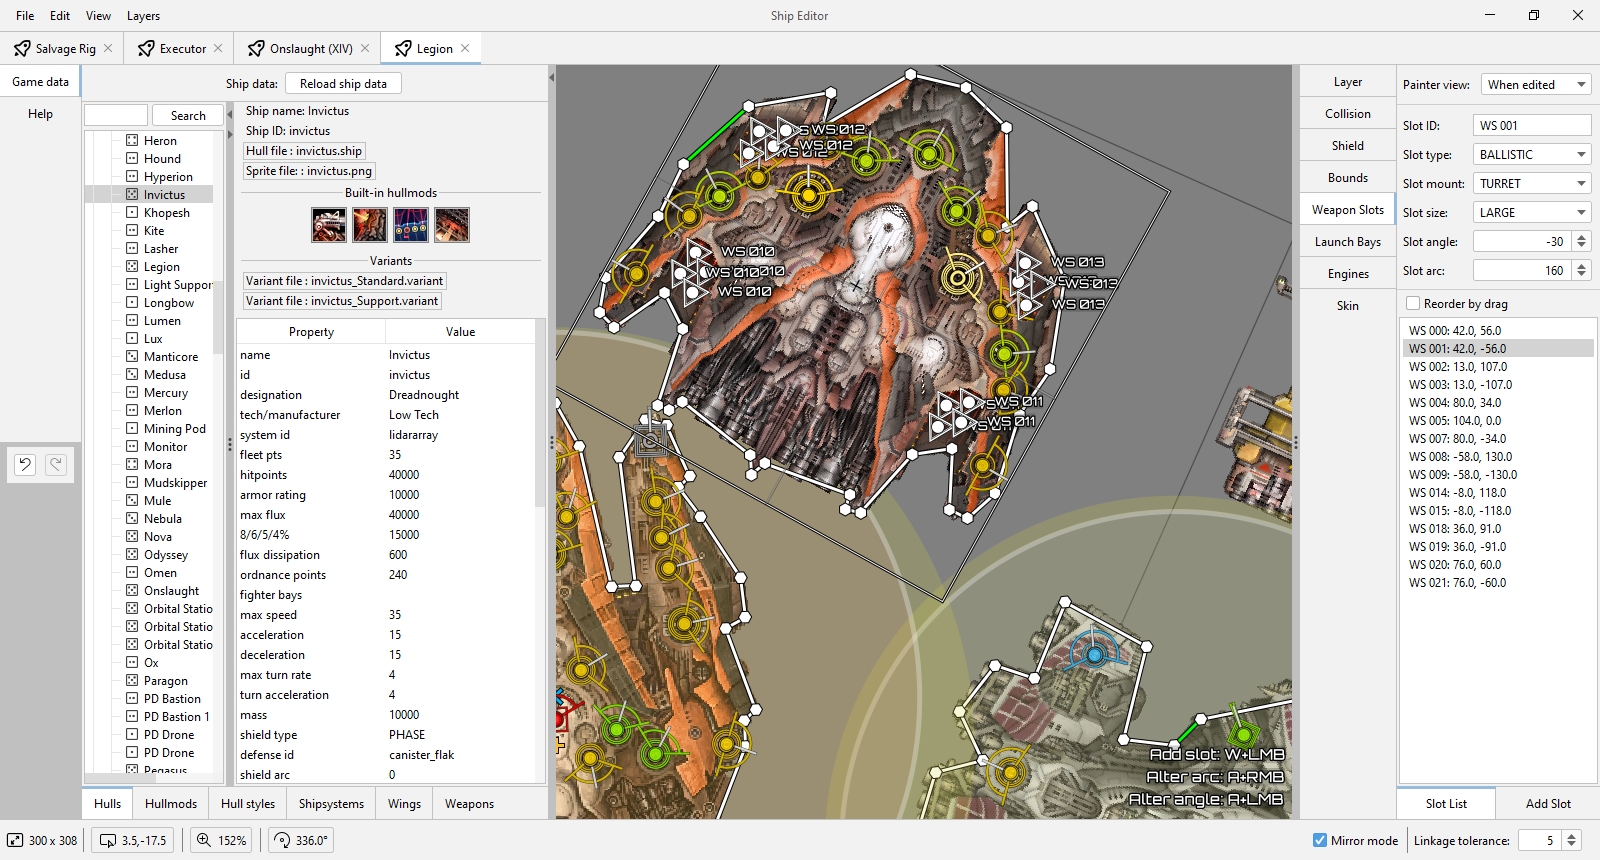 File Edit View Layers
Ship Editor
Salvage Rig
Executor
Onslaught (XIV)
Legion
Game data
Help
Ship data:
Reload ship data
Search
Heron
Hound
Hyperion
Invictus
Khopesh
Kite
Lasher
Legion
Light Suppor
Longbow
Lumen
Lux
Manticore
Medusa
Mercury
Merlon
Mining Pod
Monitor
Mora
Mudskipper
Mule
Nebula
Nova
Odyssey
Omen
Onslaught
Orbital Statio
Orbital Statio
Orbital Statio
Ox
Paragon
PD Bastion
PD Bastion 1
PD Drone
PD Drone
Pegasus
Ship name: Invictus
Ship ID: invictus
Hull file : invictus.ship
Sprite file: : invictus.png
Built-in hullmods
Variants
Variant file : invictus_Standard.variant
Variant file : invictus_Support.variant
Property Value
name Invictus
id invictus
designation Dreadnought
tech/manufacturer Low Tech
system id lidararray
fleet pts 35
hitpoints 40000
armor rating 10000
max flux 40000
8/6/5/4% 15000
flux dissipation 600
ordnance points 240
fighter bays
max speed 35
acceleration 15
deceleration 15
max turn rate 4
turn acceleration 4
mass 10000
shield type PHASE
defense id canister_flak
shield arc 0
Hulls
Hullmods
Hull styles
Shipsystems
Wings
Weapons
WS 012
WS 012
WS 012
WS 010
WS 010
WS 010
WS 013
WS 013
WS 013
WS 011
WS 011
Add slot: W+LMB
Alter arc: A+RMB
Alter angle: A+LMB
Layer
Collision
Shield
Bounds
Weapon Slots
Launch Bays
Engines
Skin
Painter view: When edited
Slot ID: WS 001
Slot type: BALLISTIC
Slot mount: TURRET
Slot size: LARGE
Slot angle: -30
Slot arc: 160
Reorder by drag
WS 000: 42.0, 56.0
WS 001: 42.0, -56.0
WS 002: 13.0, 107.0
WS 003: 13.0, -107.0
WS 004: 80.0, 34.0
WS 005: 104.0, 0.0
WS 007: 80.0, -34.0
WS 008: -58.0, 130.0
WS 009: -58.0, -130.0
WS 014: -8.0, 118.0
WS 015: -8.0, -118.0
WS 018: 36.0, 91.0
WS 019: 36.0, -91.0
WS 020: 76.0, 60.0
WS 021: 76.0, -60.0
Slot List
Add Slot
300 x 308
3.5,-17.5
152%
336.0°
Mirror mode
Linkage tolerance: 5